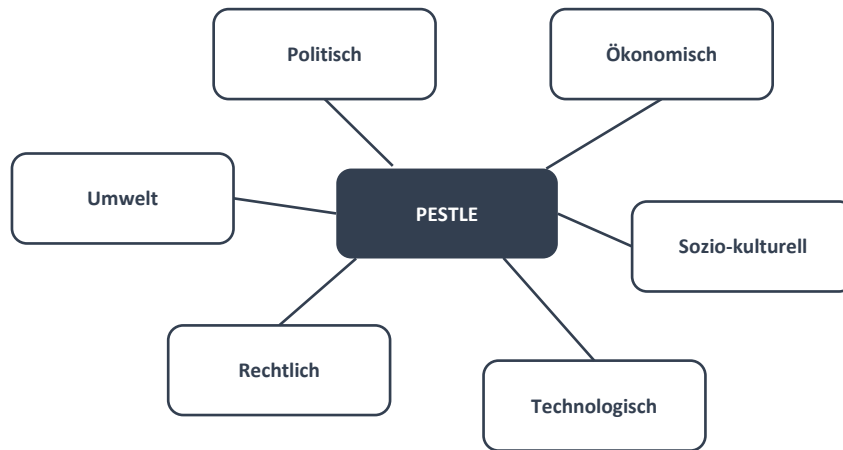 Politisch
Ökonomisch
Umwelt
PESTLE
Sozio-kulturell
Rechtlich
Technologisch